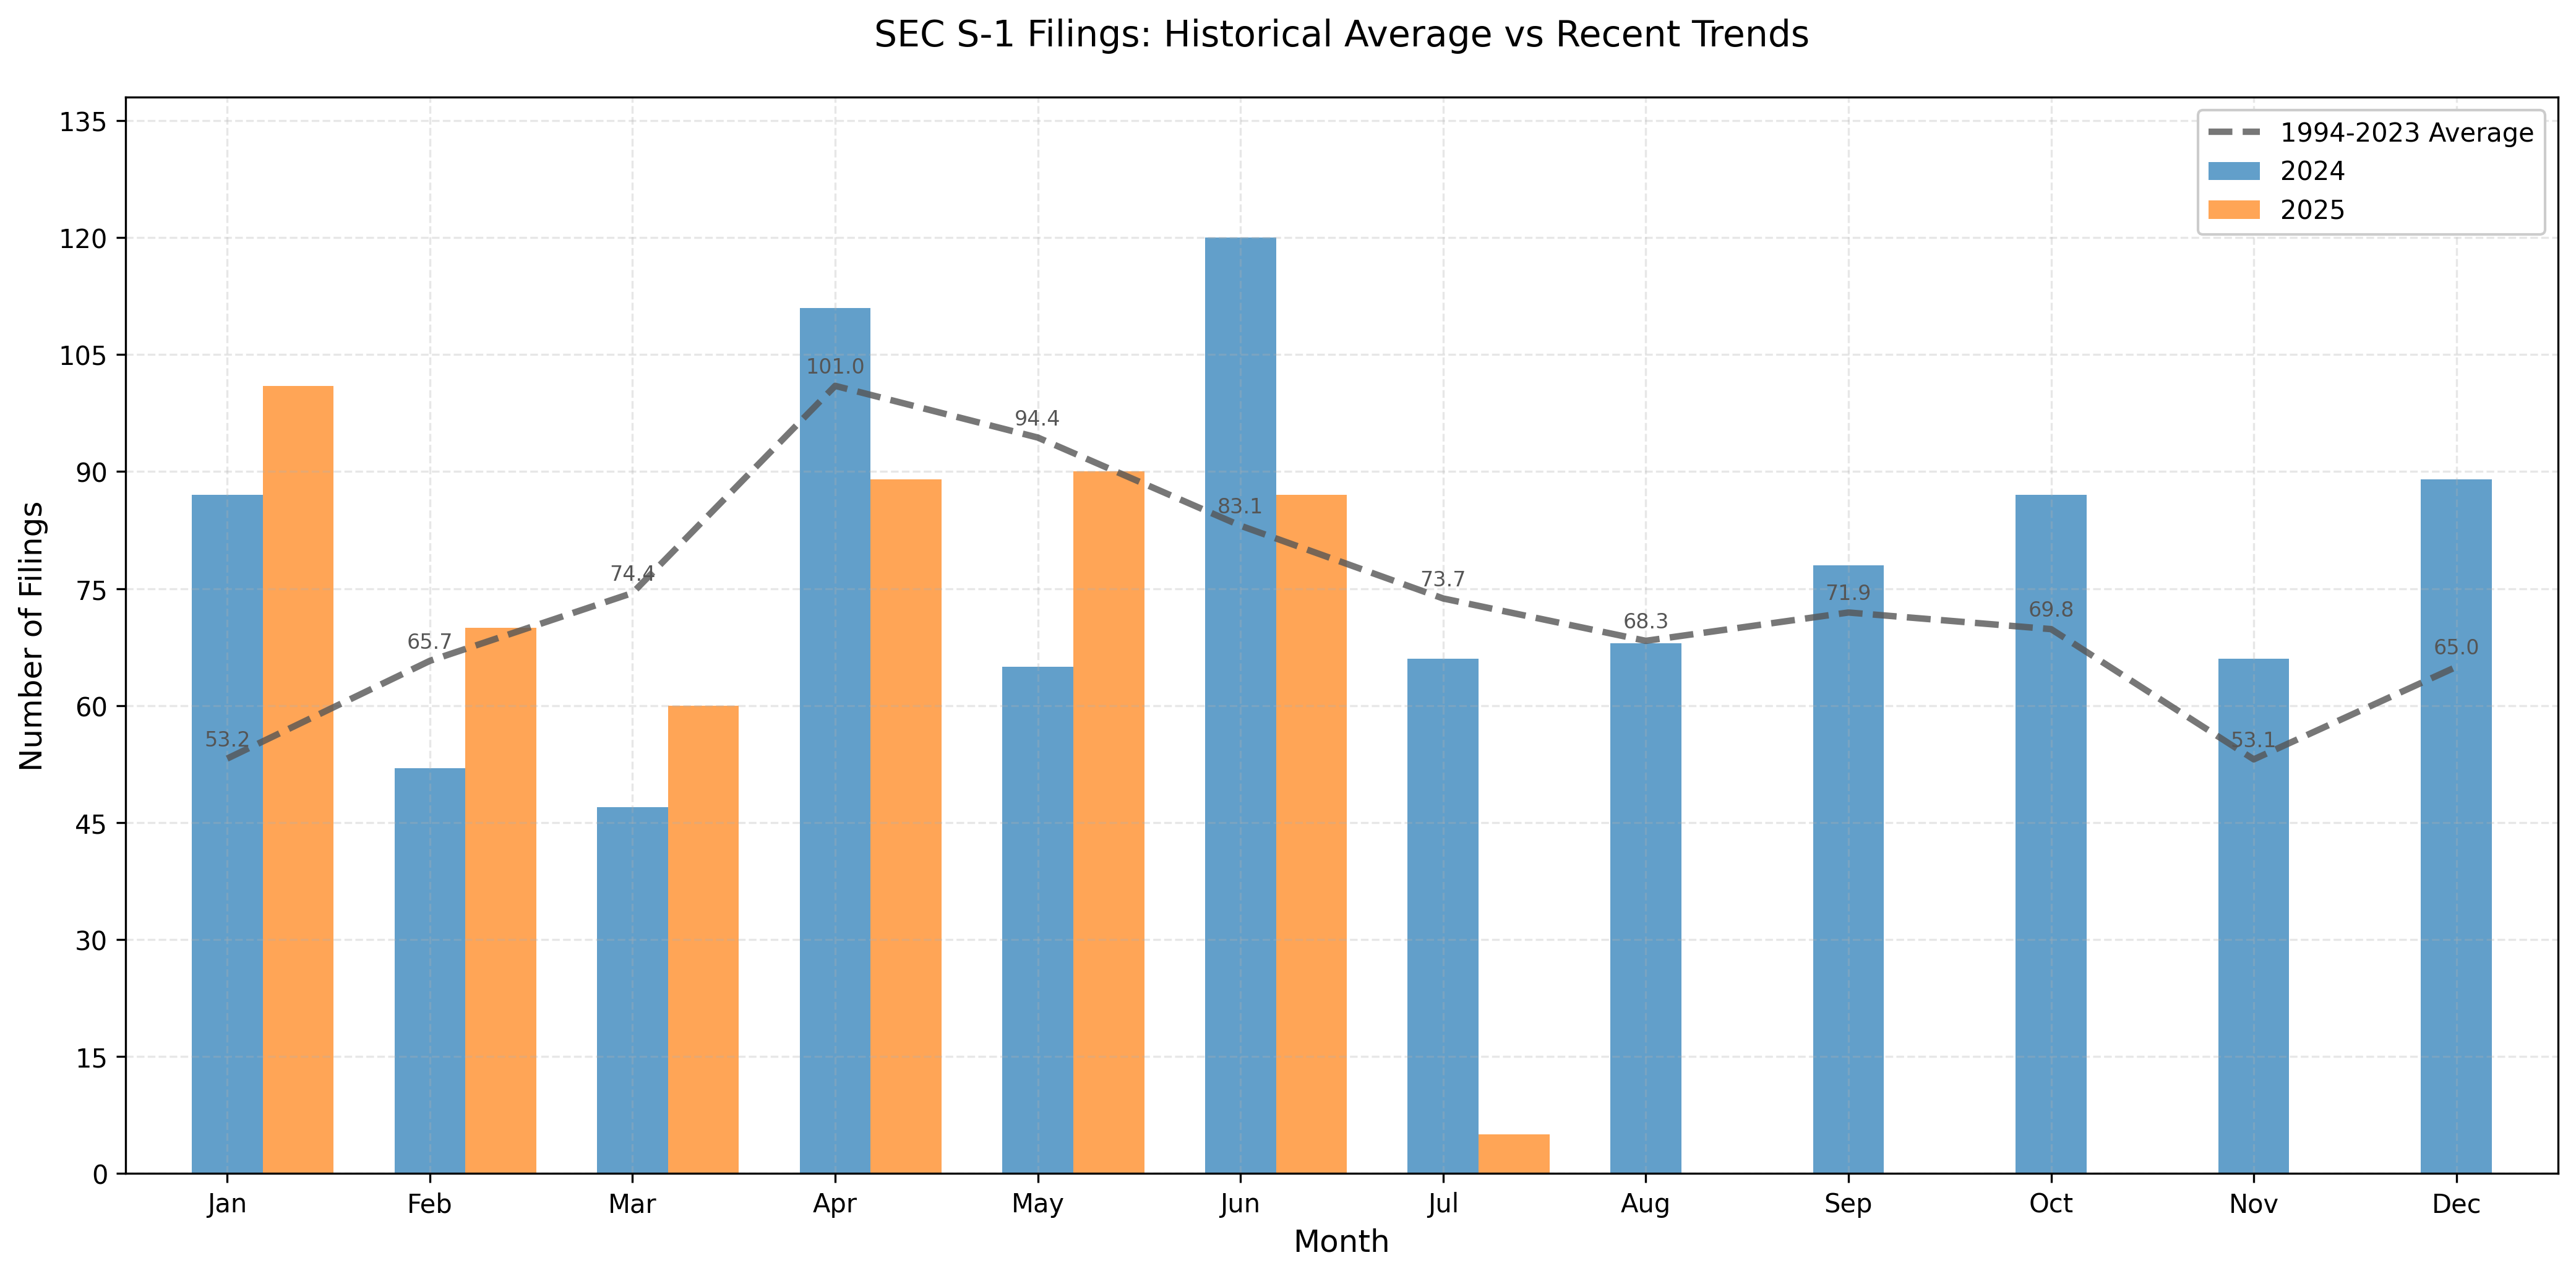 SEC S-1 Filings: Historical Average vs Recent Trends
1994-2023 Average
2024
2025
Number of Filings
135
120
105
90
75
60
45
30
15
0
53.2
65.7
74.4
101.0
94.4
83.1
73.7
68.3
71.9
69.8
53.1
65.0
Jan
Feb
Mar
Apr
May
Jun
Jul
Aug
Sep
Oct
Nov
Dec
Month